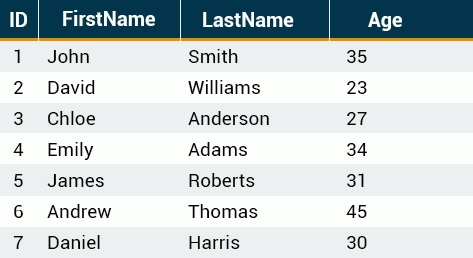 ID FirstName LastName Age
1 John Smith 35
2 David Williams 23
3 Chloe Anderson 27
4 Emily Adams 34
5 James Roberts 31
6 Andrew Thomas 45
7 Daniel Harris 30